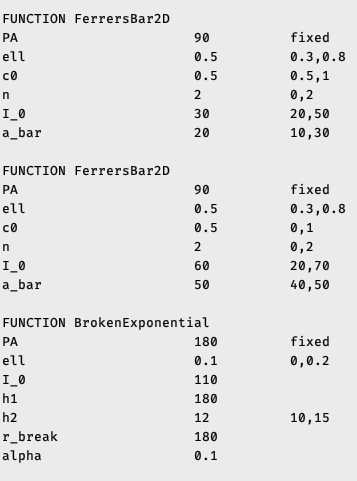 FUNCTION FerrersBar2D
PA 90 fixed
ell 0.5 0.3,0.8
c0 0.5 0.5,1
n 2 0,2
I_0 30 20,50
a_bar 20 10,30
FUNCTION FerrersBar2D
PA 90 fixed
ell 0.5 0.3,0.8
c0 0.5 0,1
n 2 0,2
I_0 60 20,70
a_bar 50 40,50
FUNCTION BrokenExponential
PA 180 fixed
ell 0.1 0,0.2
I_0 110
h1 180
h2 12 10,15
r_break 180
alpha 0.1